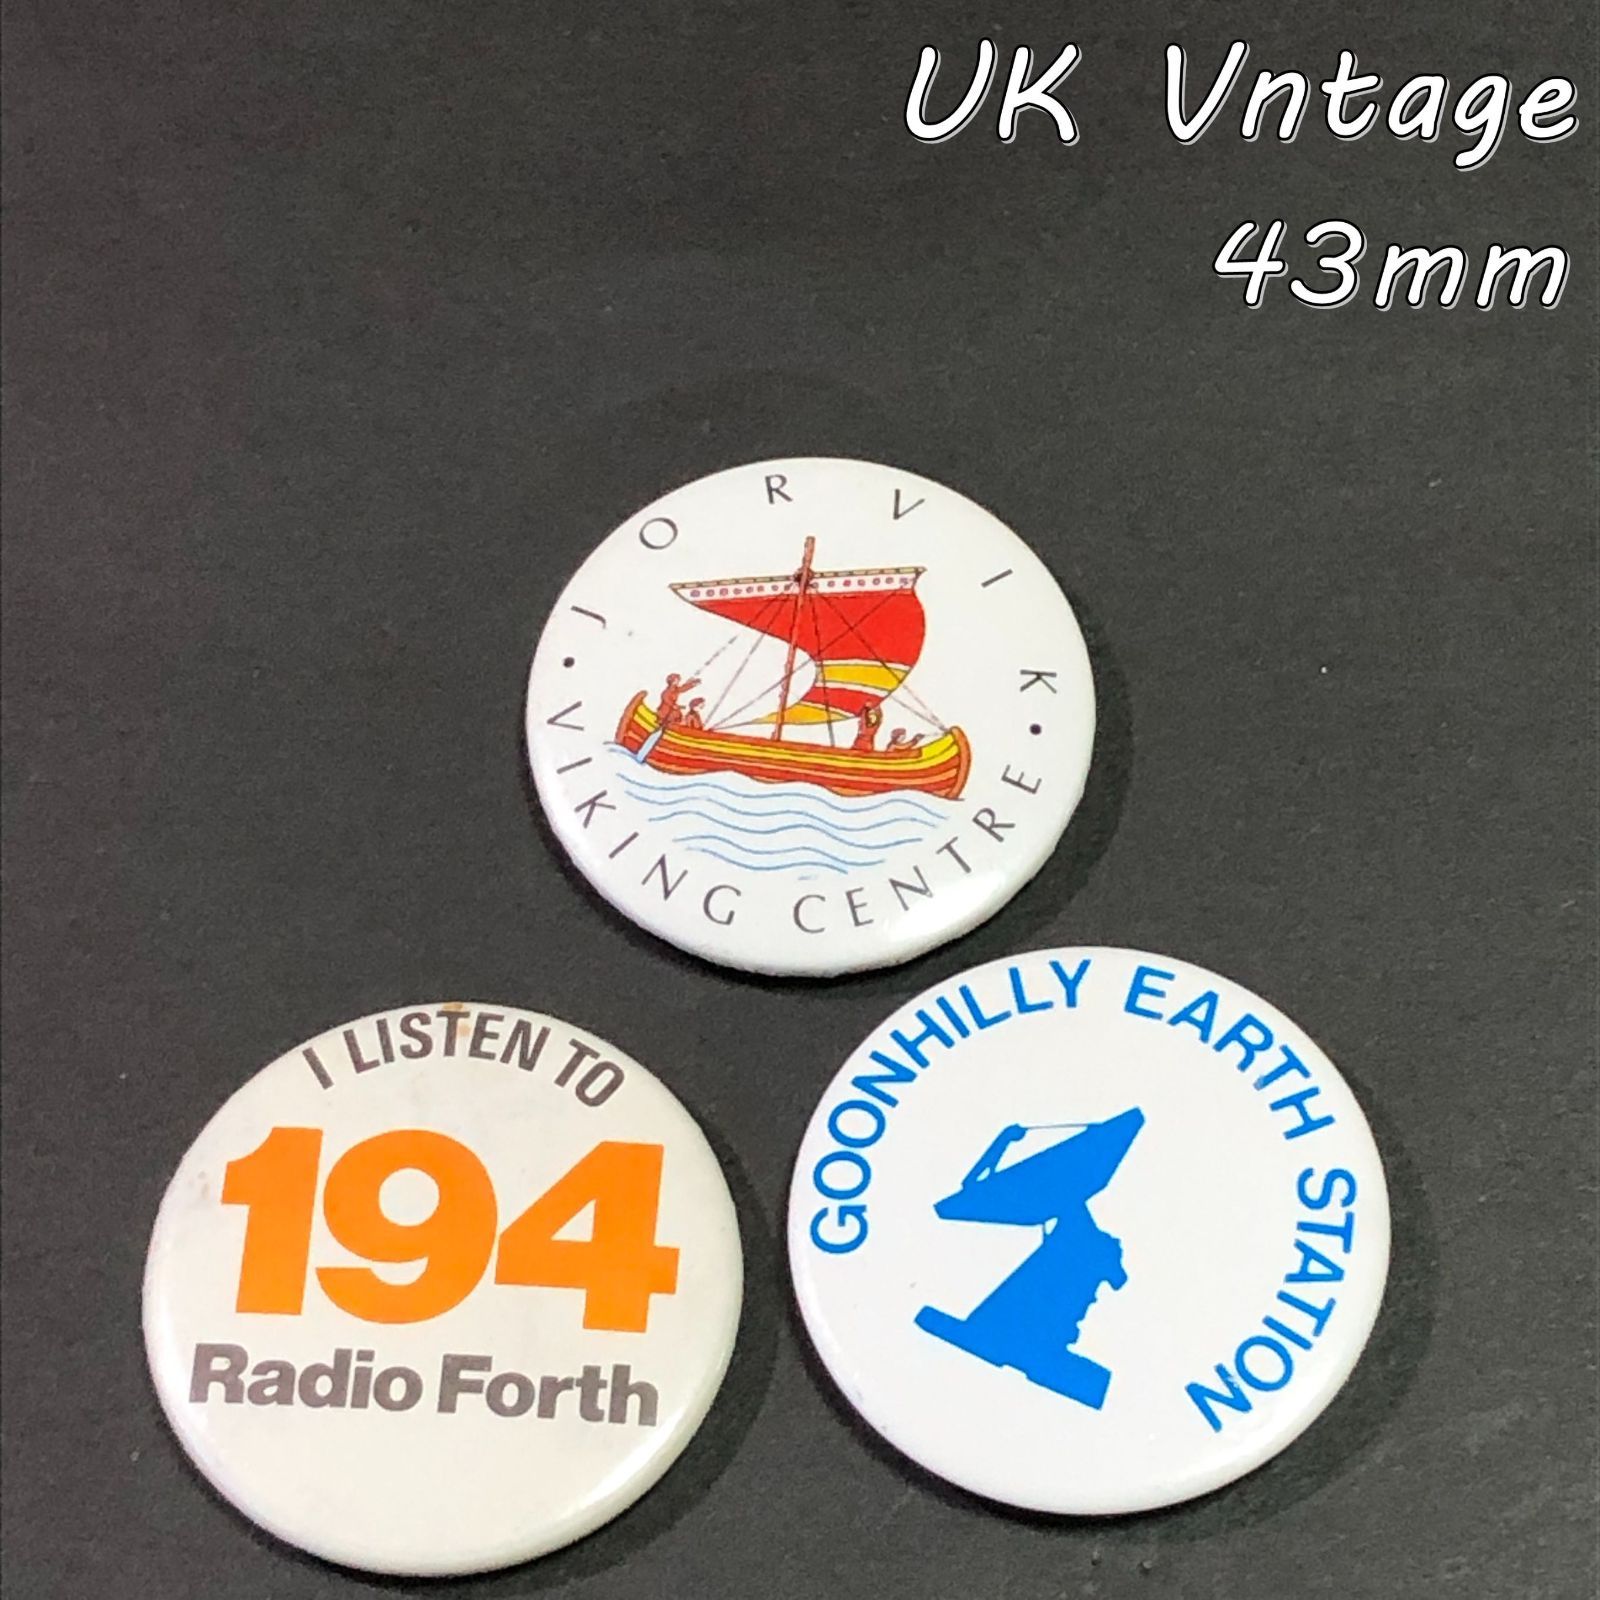 UK Vntage
43mm
JORVIK
• VIKING CENTRE •
I LISTEN TO
194
Radio Forth
GOONHILLY EARTH STATION